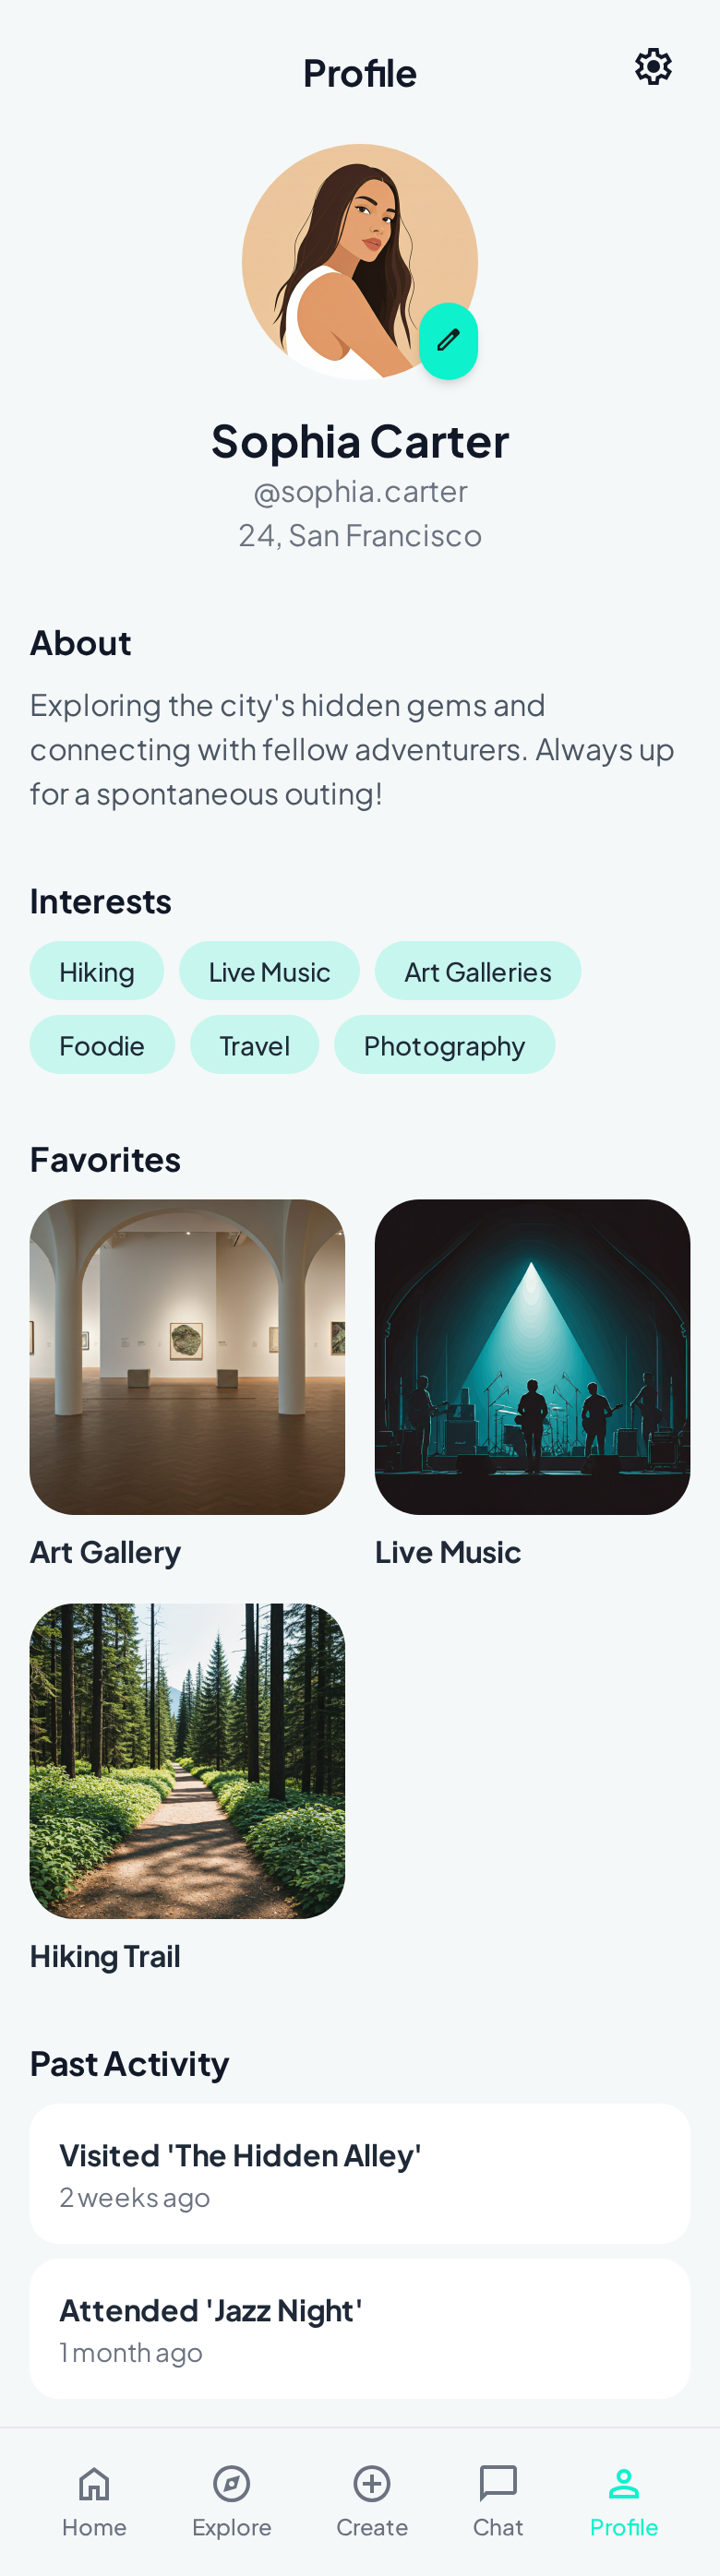 Profile
Sophia Carter
@sophia.carter
24, San Francisco
About
Exploring the city's hidden gems and
connecting with fellow adventurers. Always up
for a spontaneous outing!
Interests
Hiking
Live Music
Art Galleries
Foodie
Travel
Photography
Favorites
Art Gallery
Live Music
Hiking Trail
Past Activity
Visited 'The Hidden Alley'
2 weeks ago
Attended 'Jazz Night'
1 month ago
Home
Explore
Create
Chat
Profile